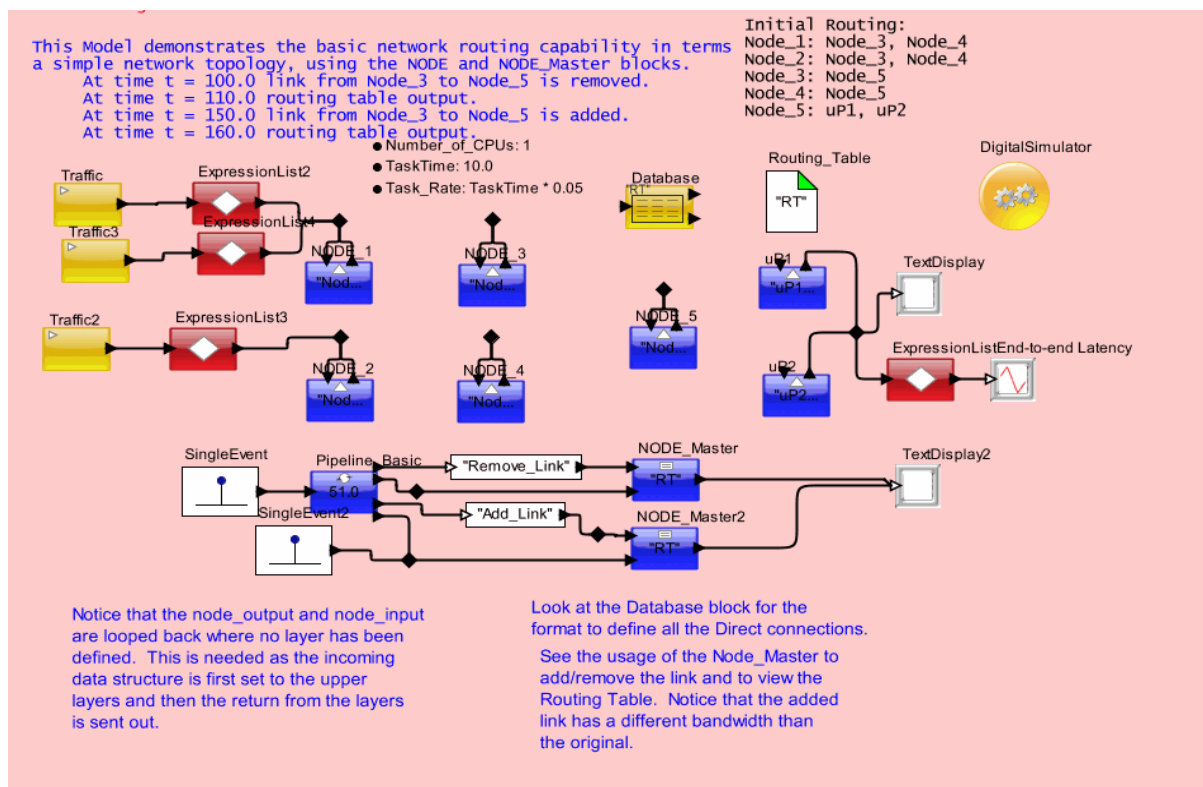 This Model demonstrates the basic network routing capability in terms
a simple network topology, using the NODE and NODE_Master blocks.
At time t = 100.0 link from Node_3 to Node_5 is removed.
At time t = 110.0 routing table output.
At time t = 150.0 link from Node_3 to Node_5 is added.
At time t = 160.0 routing table output.
Initial Routing:
Node_1: Node_3, Node_4
Node_2: Node_3, Node_4
Node_3: Node_5
Node_4: Node_5
Node_5: uP1, uP2
Number_of_CPUs: 1
TaskTime: 10.0
Task_Rate: TaskTime * 0.05
Traffic
ExpressionList2
Traffic3
ExpressionList4
NODE_1
"Nod...
NODE_3
"Nod...
Database
"RT"
Routing_Table
"RT"
DigitalSimulator
uP1
"uP1...
TextDisplay
Traffic2
ExpressionList3
NODE_2
"Nod...
NODE_4
"Nod...
NODE_5
"Nod...
uP2
"uP2...
ExpressionListEnd-to-end Latency
SingleEvent
Pipeline_Basic
51.0
"Remove_Link"
NODE_Master
"RT"
TextDisplay2
SingleEvent2
"Add_Link"
NODE_Master2
"RT"
Notice that the node_output and node_input
are looped back where no layer has been
defined. This is needed as the incoming
data structure is first set to the upper
layers and then the return from the layers
is sent out.
Look at the Database block for the
format to define all the Direct connections.
See the usage of the Node_Master to
add/remove the link and to view the
Routing Table. Notice that the added
link has a different bandwidth than
the original.